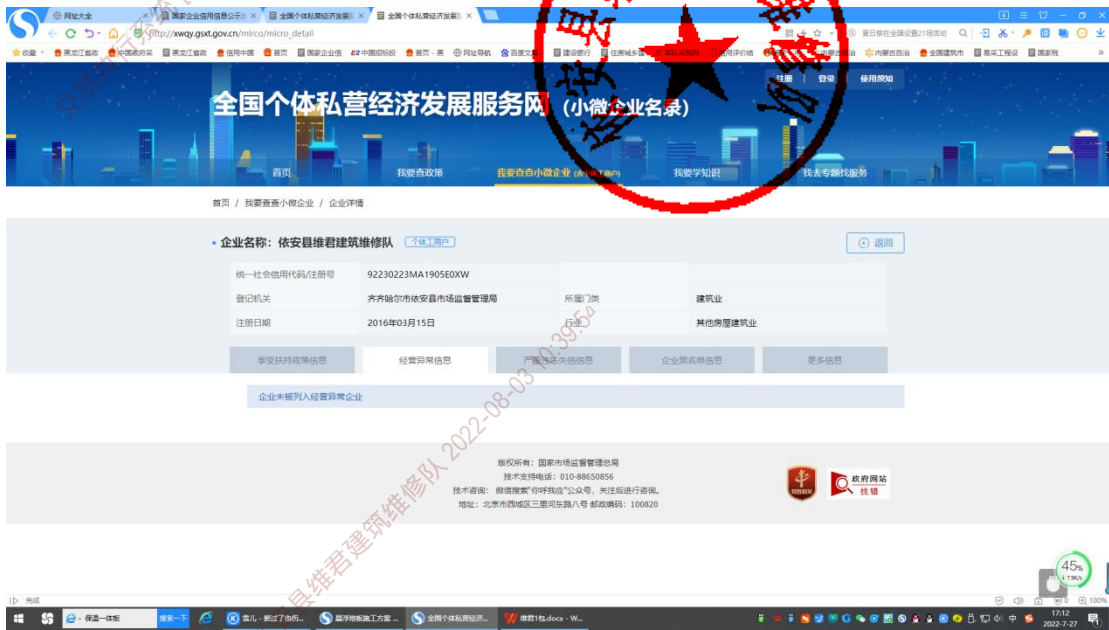 网址大全
国家企业信用信息公示
全国个体私营经济发展
全国个体私营经济发展
http://xwqy.gsxt.gov.cn/mirco/micro_detail
收藏
黑龙江省政
中国政府采
黑龙江省政
信用中国
首页
国家企业信
中国招标投
首页 - 黑
网址导航
百度文
建设银行
全国建筑市
易采工程设
国家税
注册 | 登录 | 使用须知
全国个体私营经济发展服务网 (小微企业名录)
首页
我要查政策
我要查查小微企业
我要学知识
我去专题找服务
首页 / 我要查查小微企业 / 企业详情
企业名称: 依安县维君建筑维修队 个体工商户
返回
统一社会信用代码/注册号 92230223MA1905E0XW
登记机关 齐齐哈尔市依安县市场监督管理局 所属门类 建筑业
注册日期 2016年03月15日 行业 其他房屋建筑业
享受扶持政策信息 经营异常信息 严重违法失信信息 企业黑名单信息 更多信息
企业未被列入经营异常企业
版权所有: 国家市场监督管理总局
技术支持电话: 010-88650856
技术咨询: 微信搜索"你呼我应"公众号, 关注后进行咨询。
地址: 北京市西城区三里河东路八号 邮政编码: 100820
政府网站
找错
县维君建筑维修队 2022-08-03 10:39:54
45%
完成
100%
保温一体板
搜索一下
维君1包.docx - W...
17:12
2022-7-27